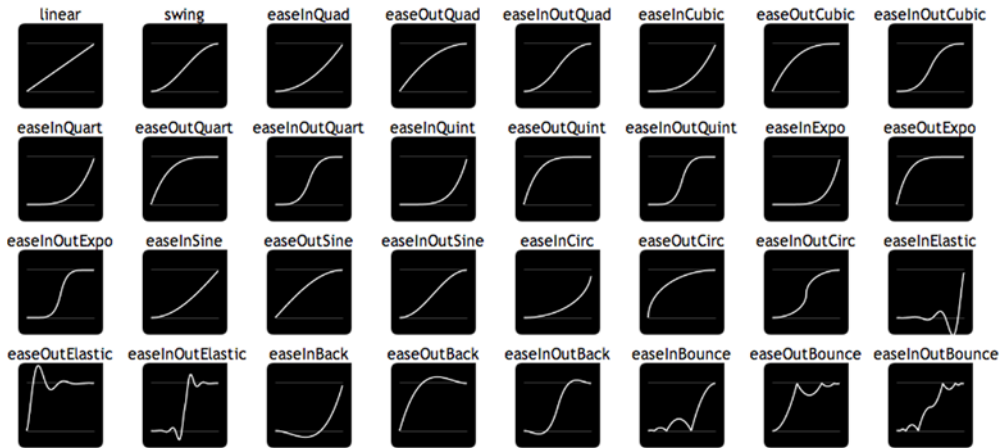 linear swing easeInQuad easeOutQuad easeInOutQuad easeInCubic easeOutCubic easeInOutCubic
easeInQuart easeOutQuart easeInOutQuart easeInQuint easeOutQuint easeInOutQuint easeInExpo easeOutExpo
easeInOutExpo easeInSine easeOutSine easeInOutSine easeInCirc easeOutCirc easeInOutCirc easeInElastic
easeOutElastic easeInOutElastic easeInBack easeOutBack easeInOutBack easeInBounce easeOutBounce easeInOutBounce